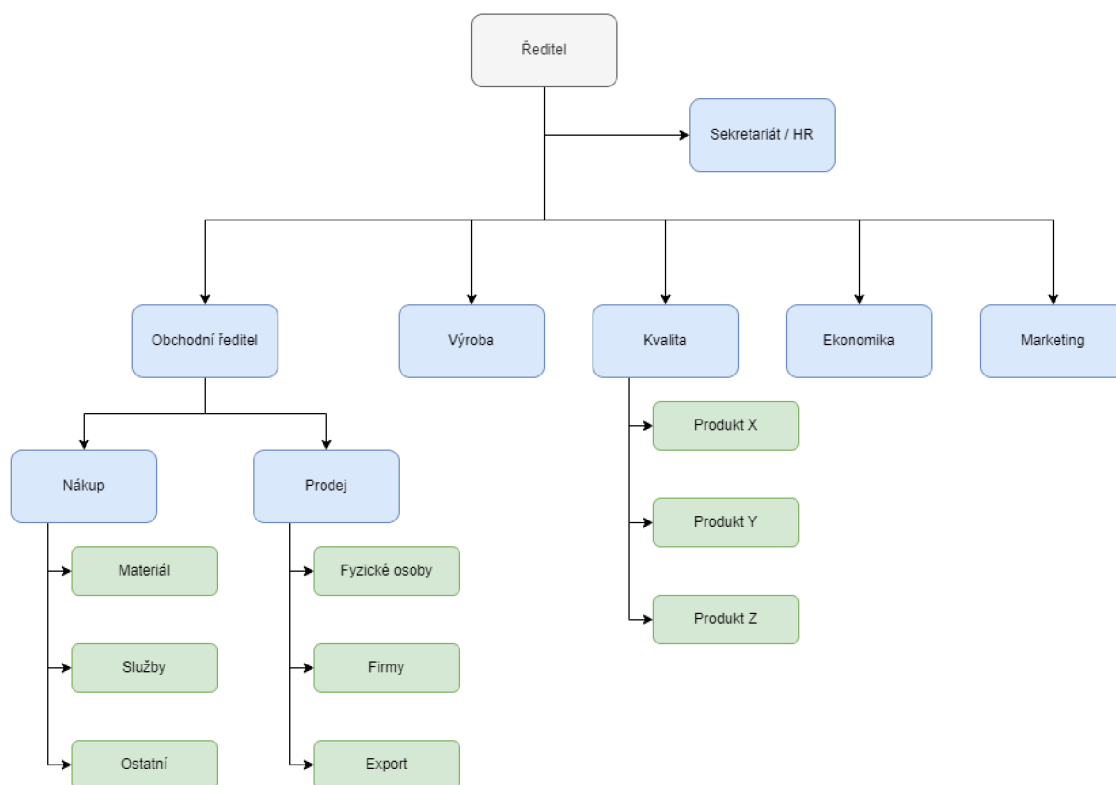 Ředitel
Sekretariát / HR
Obchodní ředitel
Výroba
Kvalita
Ekonomika
Marketing
Nákup
Prodej
Produkt X
Produkt Y
Produkt Z
Materiál
Služby
Ostatní
Fyzické osoby
Firmy
Export